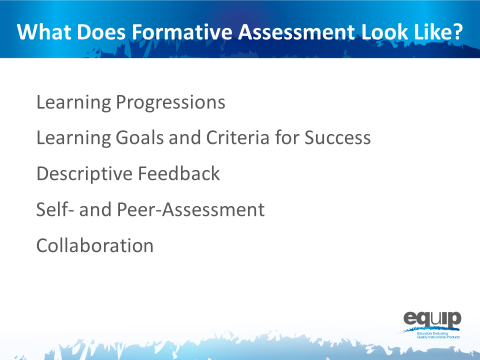 What Does Formative Assessment Look Like?
Learning Progressions
Learning Goals and Criteria for Success
Descriptive Feedback
Self- and Peer-Assessment
Collaboration
equip
Educators Evaluating
Quality Instructional Products